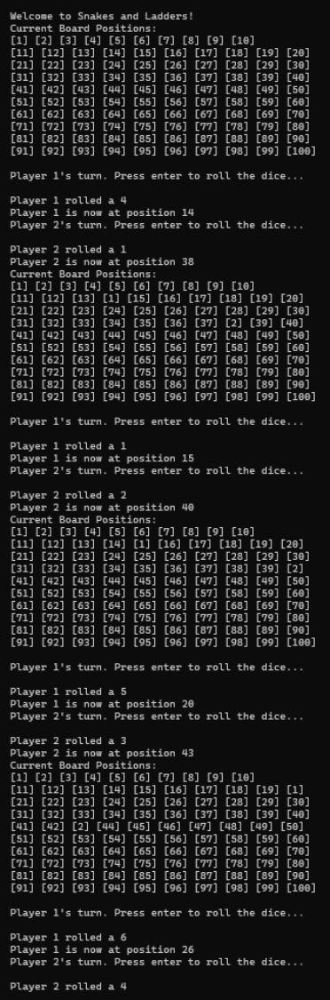 Welcome to Snakes and Ladders!
Current Board Positions:
[1] [2] [3] [4] [5] [6] [7] [8] [9] [10]
[11] [12] [13] [14] [15] [16] [17] [18] [19] [20]
[21] [22] [23] [24] [25] [26] [27] [28] [29] [30]
[31] [32] [33] [34] [35] [36] [37] [38] [39] [40]
[41] [42] [43] [44] [45] [46] [47] [48] [49] [50]
[51] [52] [53] [54] [55] [56] [57] [58] [59] [60]
[61] [62] [63] [64] [65] [66] [67] [68] [69] [70]
[71] [72] [73] [74] [75] [76] [77] [78] [79] [80]
[81] [82] [83] [84] [85] [86] [87] [88] [89] [90]
[91] [92] [93] [94] [95] [96] [97] [98] [99] [100]
Player 1's turn. Press enter to roll the dice...
Player 1 rolled a 4
Player 1 is now at position 14
Player 2's turn. Press enter to roll the dice...
Player 2 rolled a 1
Player 2 is now at position 38
Current Board Positions:
[1] [2] [3] [4] [5] [6] [7] [8] [9] [10]
[11] [12] [13] [1] [15] [16] [17] [18] [19] [20]
[21] [22] [23] [24] [25] [26] [27] [28] [29] [30]
[31] [32] [33] [34] [35] [36] [37] [2] [39] [40]
[41] [42] [43] [44] [45] [46] [47] [48] [49] [50]
[51] [52] [53] [54] [55] [56] [57] [58] [59] [60]
[61] [62] [63] [64] [65] [66] [67] [68] [69] [70]
[71] [72] [73] [74] [75] [76] [77] [78] [79] [80]
[81] [82] [83] [84] [85] [86] [87] [88] [89] [90]
[91] [92] [93] [94] [95] [96] [97] [98] [99] [100]
Player 1's turn. Press enter to roll the dice...
Player 1 rolled a 1
Player 1 is now at position 15
Player 2's turn. Press enter to roll the dice...
Player 2 rolled a 2
Player 2 is now at position 40
Current Board Positions:
[1] [2] [3] [4] [5] [6] [7] [8] [9] [10]
[11] [12] [13] [14] [1] [16] [17] [18] [19] [20]
[21] [22] [23] [24] [25] [26] [27] [28] [29] [30]
[31] [32] [33] [34] [35] [36] [37] [38] [39] [2]
[41] [42] [43] [44] [45] [46] [47] [48] [49] [50]
[51] [52] [53] [54] [55] [56] [57] [58] [59] [60]
[61] [62] [63] [64] [65] [66] [67] [68] [69] [70]
[71] [72] [73] [74] [75] [76] [77] [78] [79] [80]
[81] [82] [83] [84] [85] [86] [87] [88] [89] [90]
[91] [92] [93] [94] [95] [96] [97] [98] [99] [100]
Player 1's turn. Press enter to roll the dice...
Player 1 rolled a 5
Player 1 is now at position 20
Player 2's turn. Press enter to roll the dice...
Player 2 rolled a 3
Player 2 is now at position 43
Current Board Positions:
[1] [2] [3] [4] [5] [6] [7] [8] [9] [10]
[11] [12] [13] [14] [15] [16] [17] [18] [19] [1]
[21] [22] [23] [24] [25] [26] [27] [28] [29] [30]
[31] [32] [33] [34] [35] [36] [37] [38] [39] [40]
[41] [42] [2] [44] [45] [46] [47] [48] [49] [50]
[51] [52] [53] [54] [55] [56] [57] [58] [59] [60]
[61] [62] [63] [64] [65] [66] [67] [68] [69] [70]
[71] [72] [73] [74] [75] [76] [77] [78] [79] [80]
[81] [82] [83] [84] [85] [86] [87] [88] [89] [90]
[91] [92] [93] [94] [95] [96] [97] [98] [99] [100]
Player 1's turn. Press enter to roll the dice...
Player 1 rolled a 6
Player 1 is now at position 26
Player 2's turn. Press enter to roll the dice...
Player 2 rolled a 4